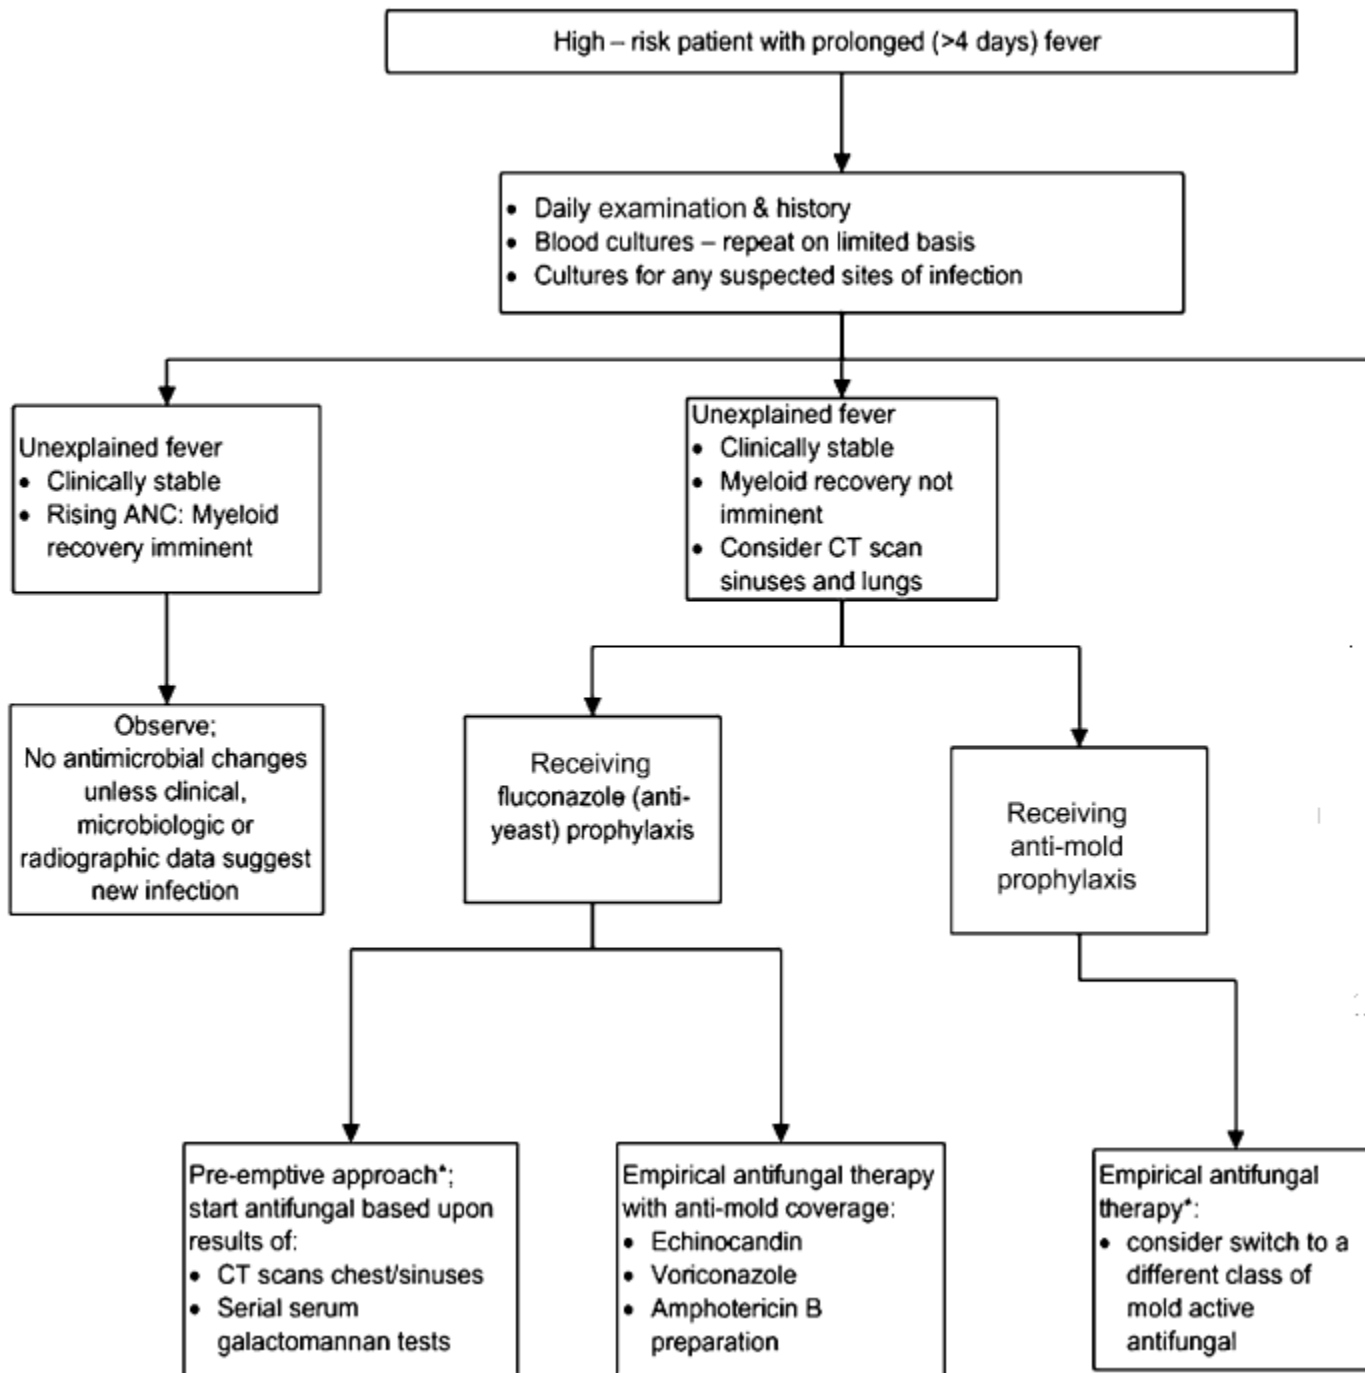 High – risk patient with prolonged (>4 days) fever
• Daily examination & history
• Blood cultures – repeat on limited basis
• Cultures for any suspected sites of infection
Unexplained fever
• Clinically stable
• Rising ANC: Myeloid
recovery imminent
Unexplained fever
• Clinically stable
• Myeloid recovery not
imminent
• Consider CT scan
sinuses and lungs
Observe;
No antimicrobial changes
unless clinical,
microbiologic or
radiographic data suggest
new infection
Receiving
fluconazole (anti-
yeast) prophylaxis
Receiving
anti-mold
prophylaxis
Pre-emptive approach*;
start antifungal based upon
results of:
• CT scans chest/sinuses
• Serial serum
galactomannan tests
Empirical antifungal therapy
with anti-mold coverage:
• Echinocandin
• Voriconazole
• Amphotericin B
preparation
Empirical antifungal
therapy*:
• consider switch to a
different class of
mold active
antifungal